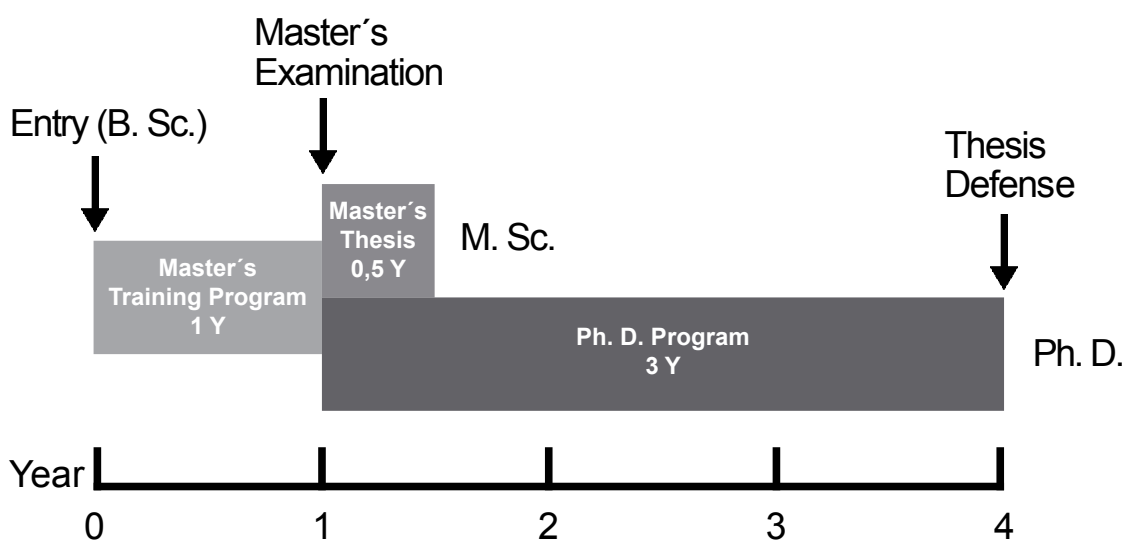 Master´s
Examination
Entry (B. Sc.)
Thesis
Defense
Master´s
Thesis
0,5 Y
M. Sc.
Master´s
Training Program
1 Y
Ph. D. Program
3 Y
Ph. D.
Year
0 1 2 3 4